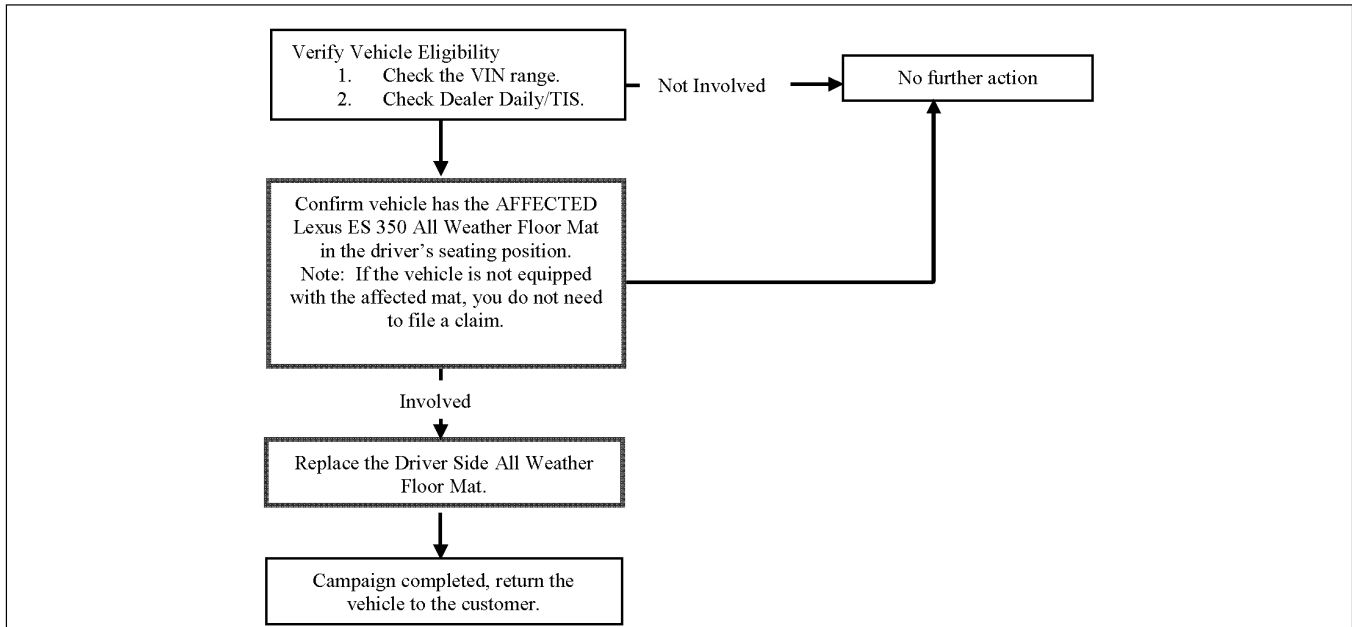 Verify Vehicle Eligibility
1. Check the VIN range.
2. Check Dealer Daily/TIS.
Not Involved
No further action
Confirm vehicle has the AFFECTED
Lexus ES 350 All Weather Floor Mat
in the driver's seating position.
Note: If the vehicle is not equipped
with the affected mat, you do not need
to file a claim.
Involved
Replace the Driver Side All Weather
Floor Mat.
Campaign completed, return the
vehicle to the customer.